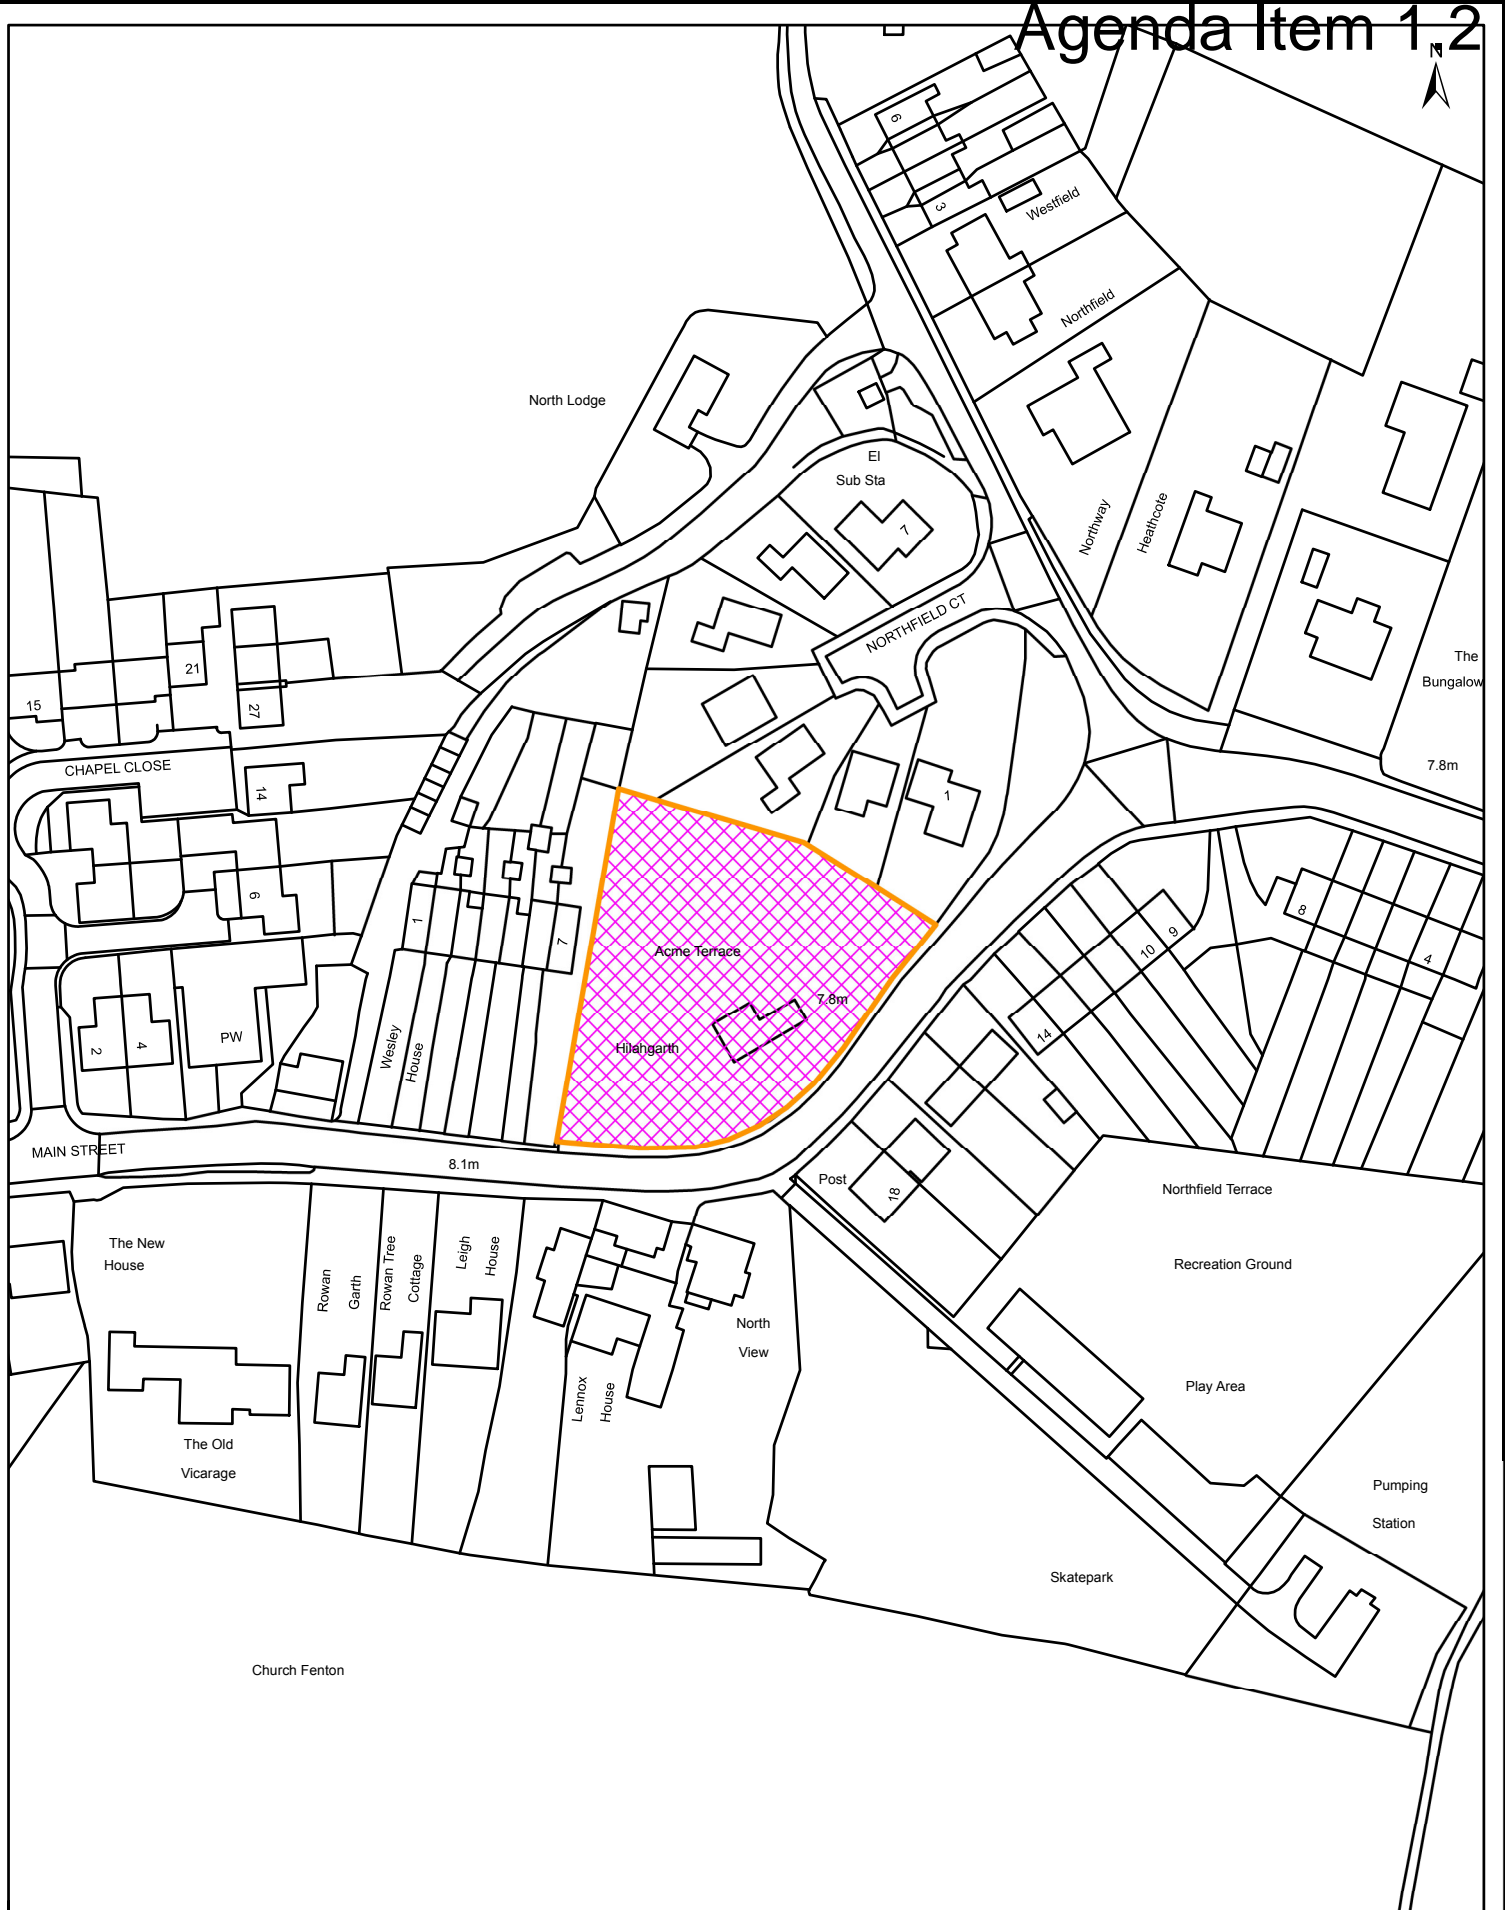 Agenda Item 1.2
N
6
3
Westfield
Northfield
North Lodge
El
Sub Sta
7
Northway
Heathcote
NORTHFIELD CT
The
Bungalow
7.8m
21
15
27
CHAPEL CLOSE
14
1
6
1
7
Acme Terrace
7.8m
Hilahgarth
8
4
9
10
14
PW
2
4
Wesley
House
MAIN STREET
8.1m
Post
18
Northfield Terrace
Recreation Ground
The New
House
Rowan
Garth
Rowan Tree
Cottage
Leigh
House
North
View
Lennox
House
Play Area
The Old
Vicarage
Pumping
Station
Skatepark
Church Fenton